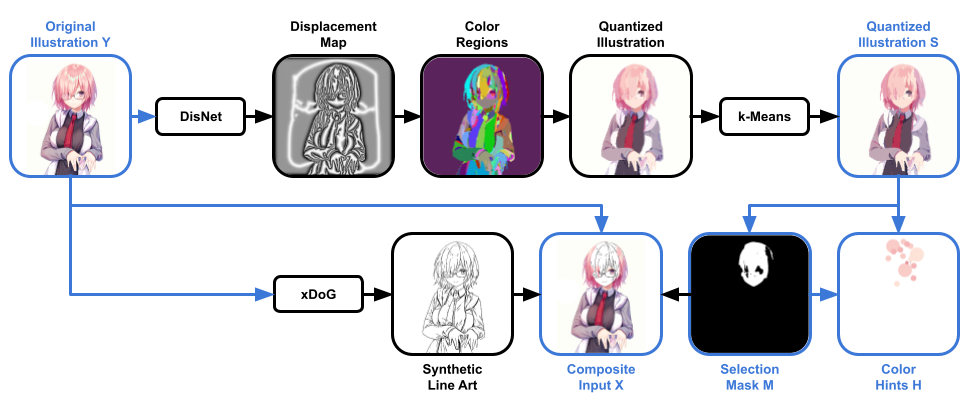 Original
Illustration Y
Displacement
Map
Color
Regions
Quantized
Illustration
Quantized
Illustration S
DisNet
k-Means
xDoG
Synthetic
Line Art
Composite
Input X
Selection
Mask M
Color
Hints H